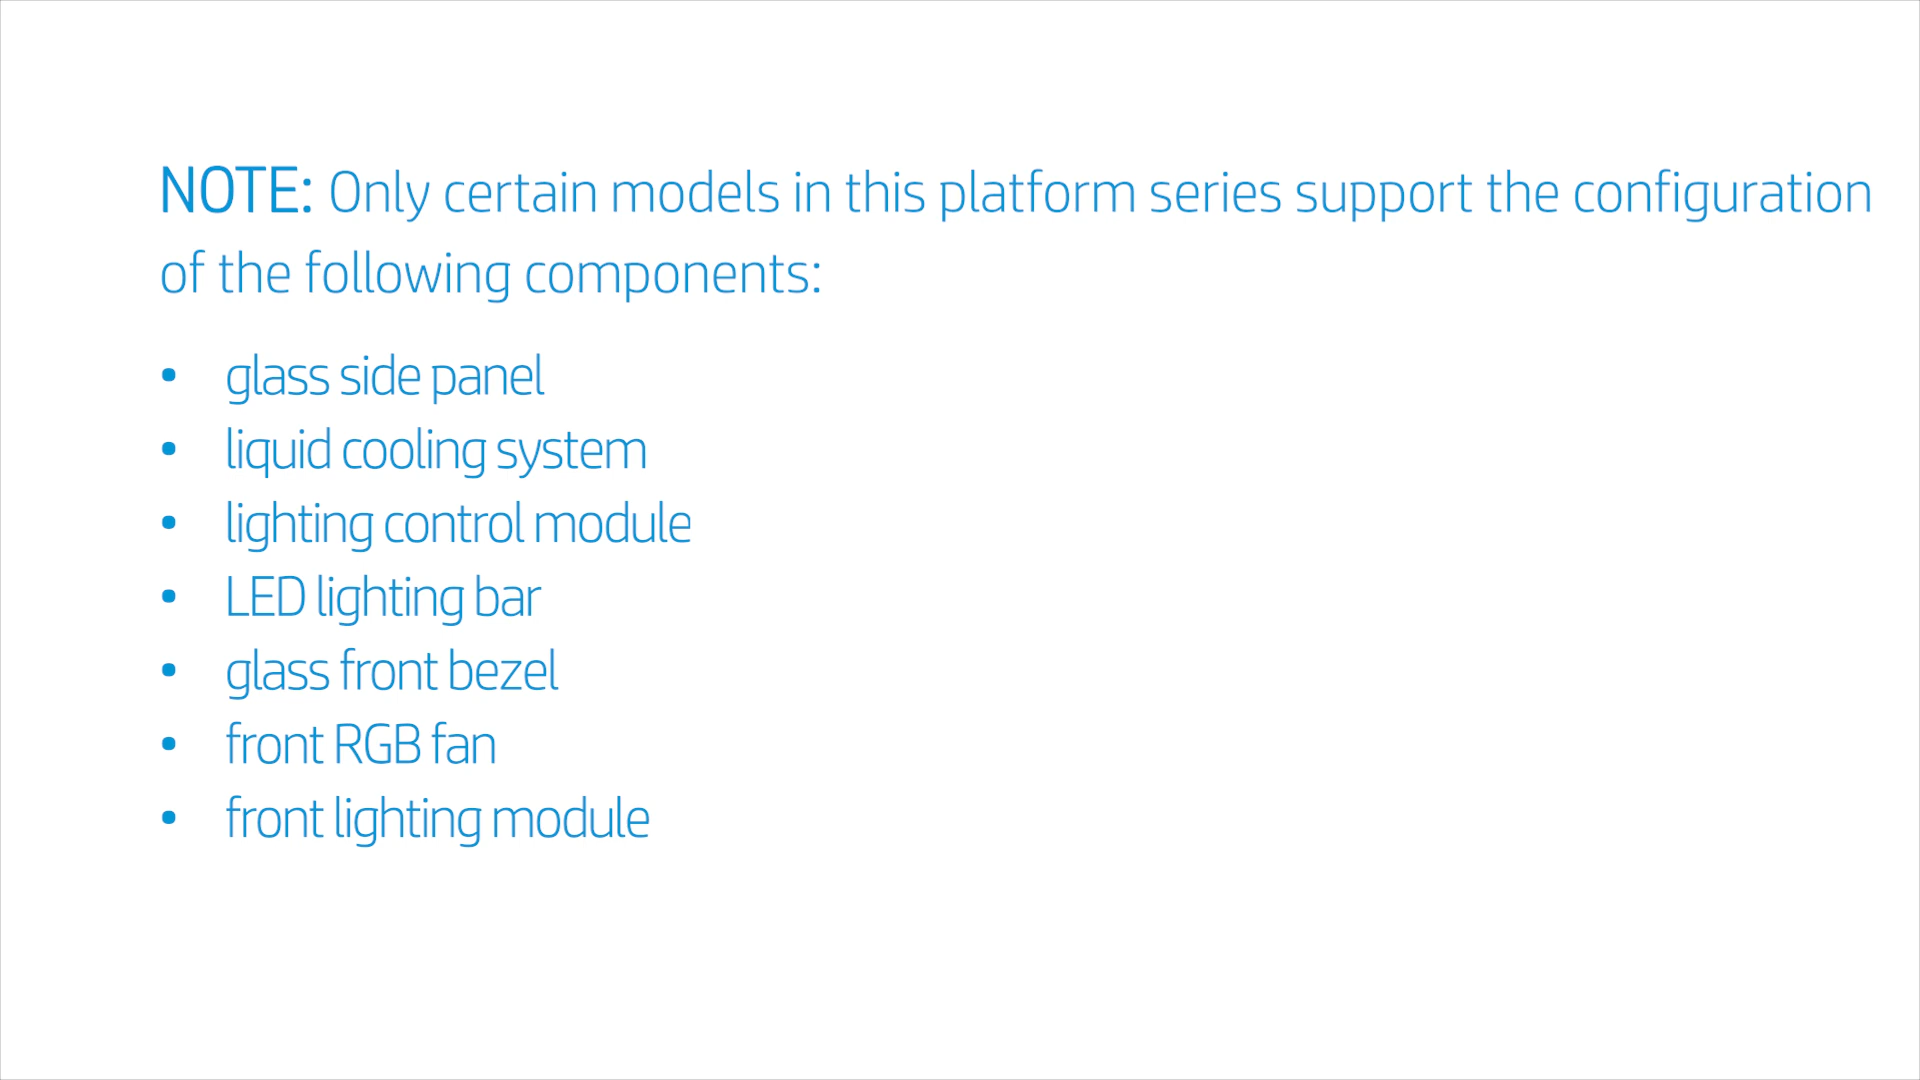 NOTE: Only certain models in this platform series support the configuration
of the following components:
• glass side panel
• liquid cooling system
• lighting control module
• LED lighting bar
• glass front bezel
• front RGB fan
• front lighting module